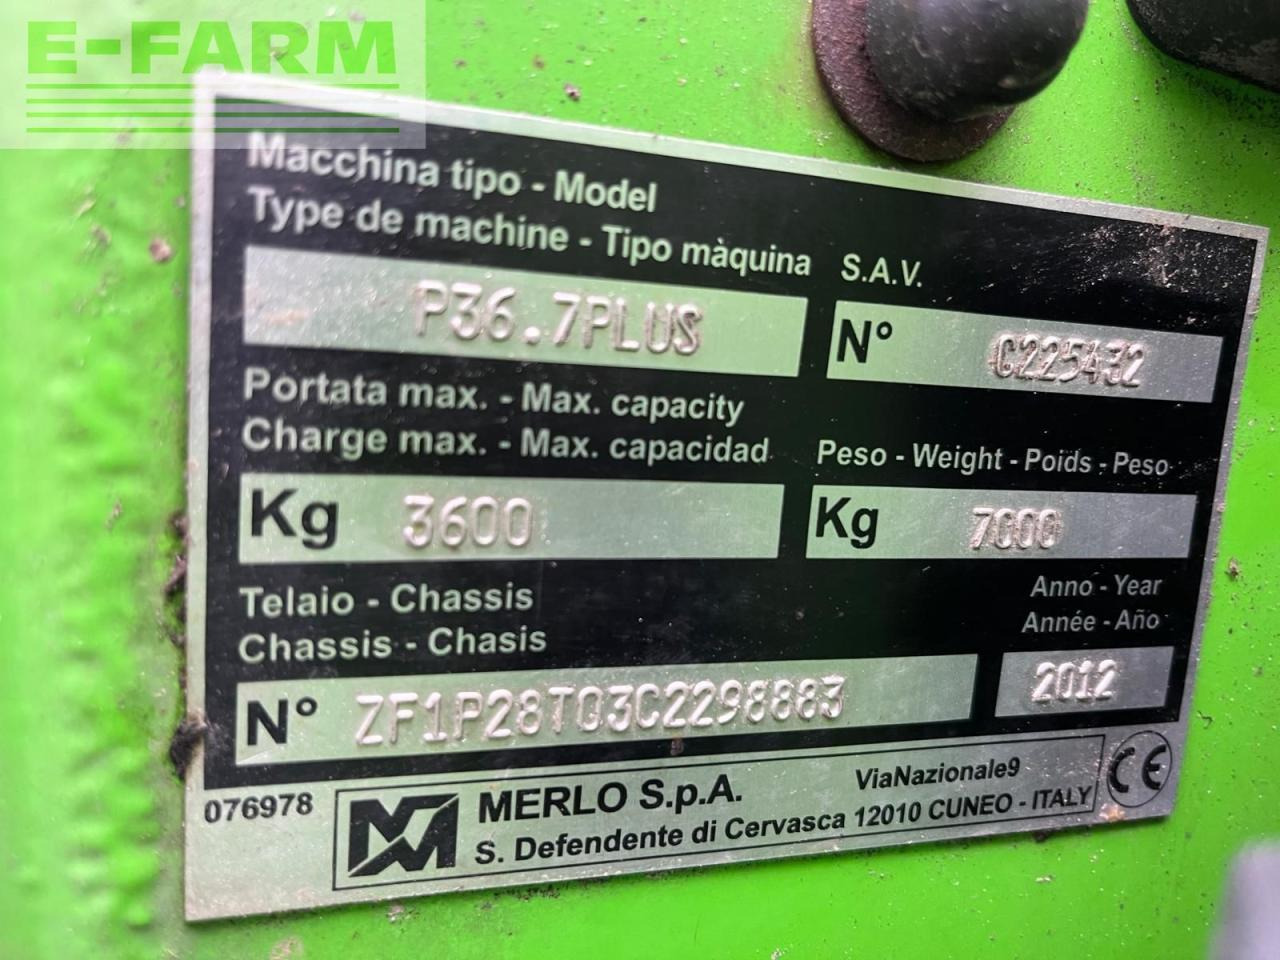 E-FARM
Macchina tipo - Model
Type de machine - Tipo màquina
S.A.V.
P36.7PLUS
N° C225432
Portata max. - Max. capacity
Charge max. - Max. capacidad
Peso - Weight - Poids - Peso
Kg 3600
Kg 7000
Telaio - Chassis
Chassis - Chasis
Anno - Year
Année - Año
N° ZF1P28T03C2298883
2012
076978
MERLO S.p.A.
ViaNazionale9
S. Defendente di Cervasca 12010 CUNEO - ITALY
CE